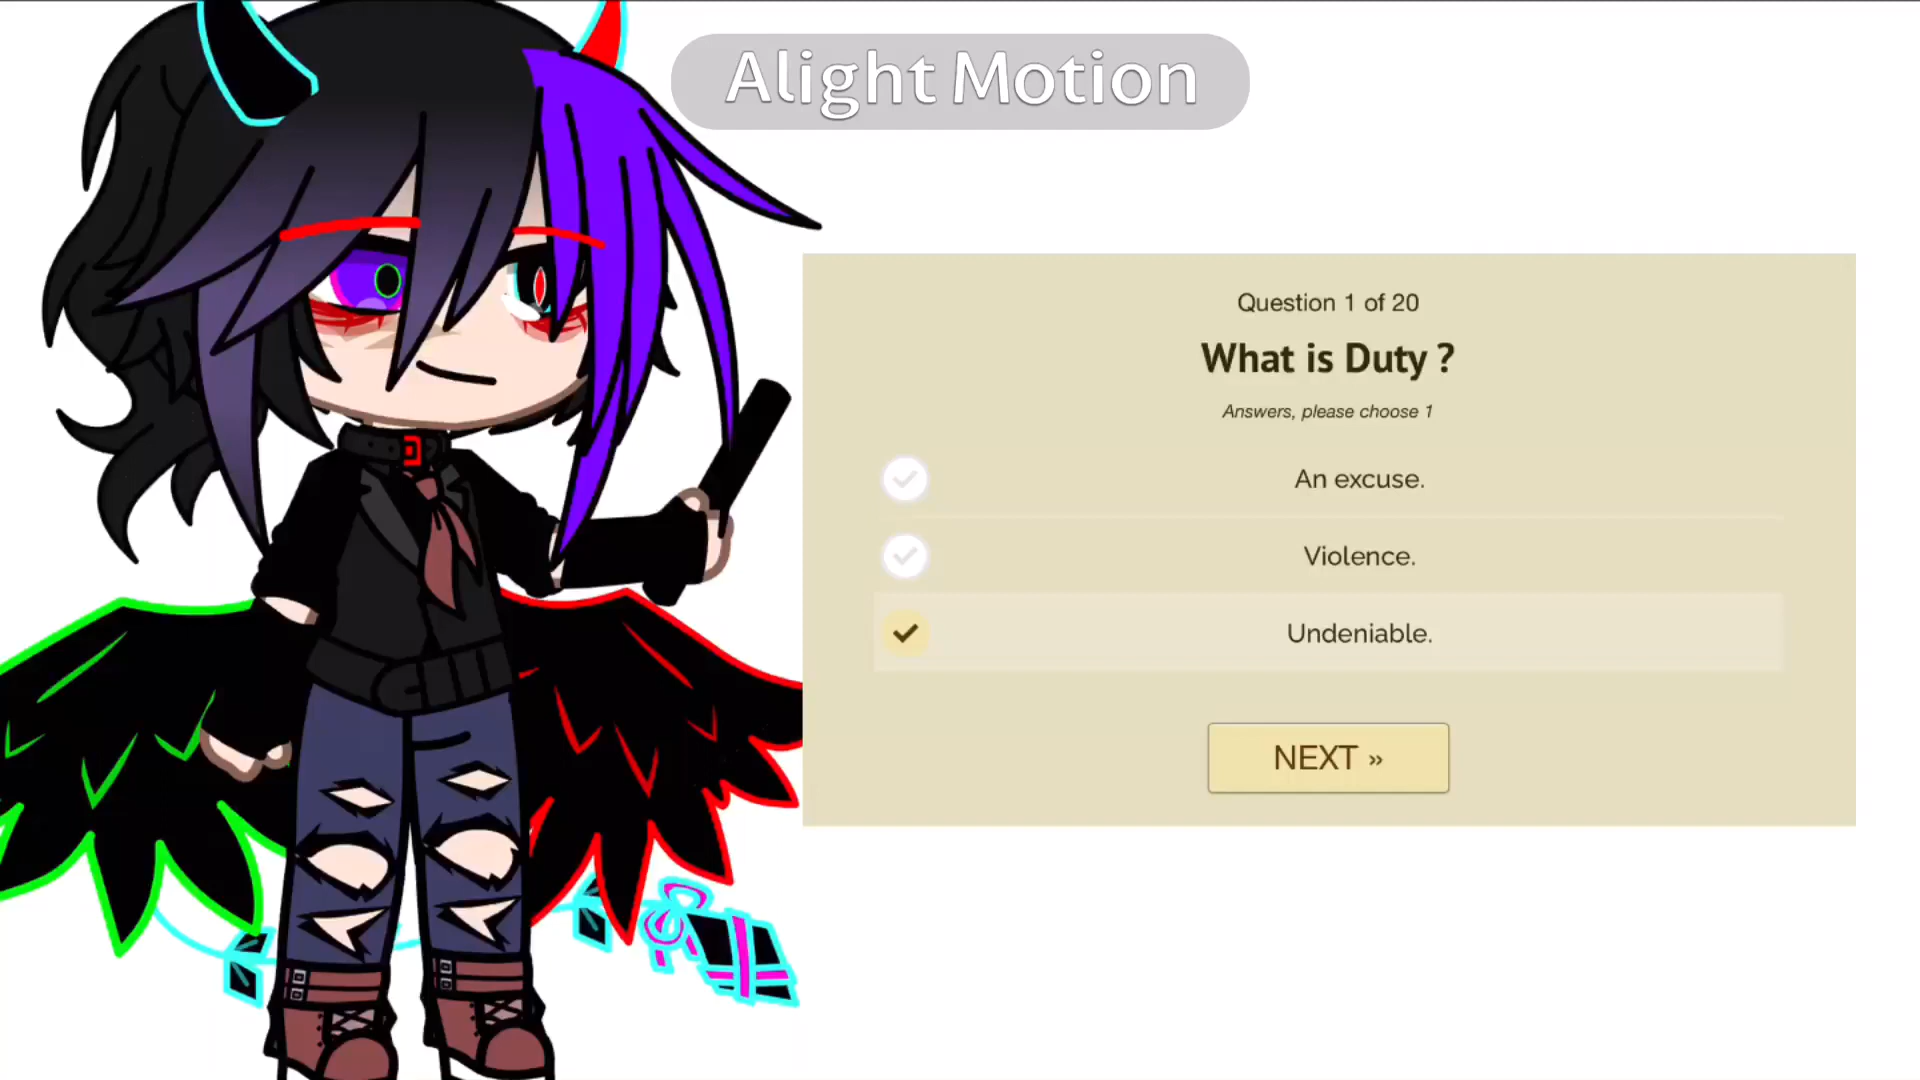 Alight Motion
Question 1 of 20
What is Duty ?
Answers, please choose 1
An excuse.
Violence.
Undeniable.
NEXT »